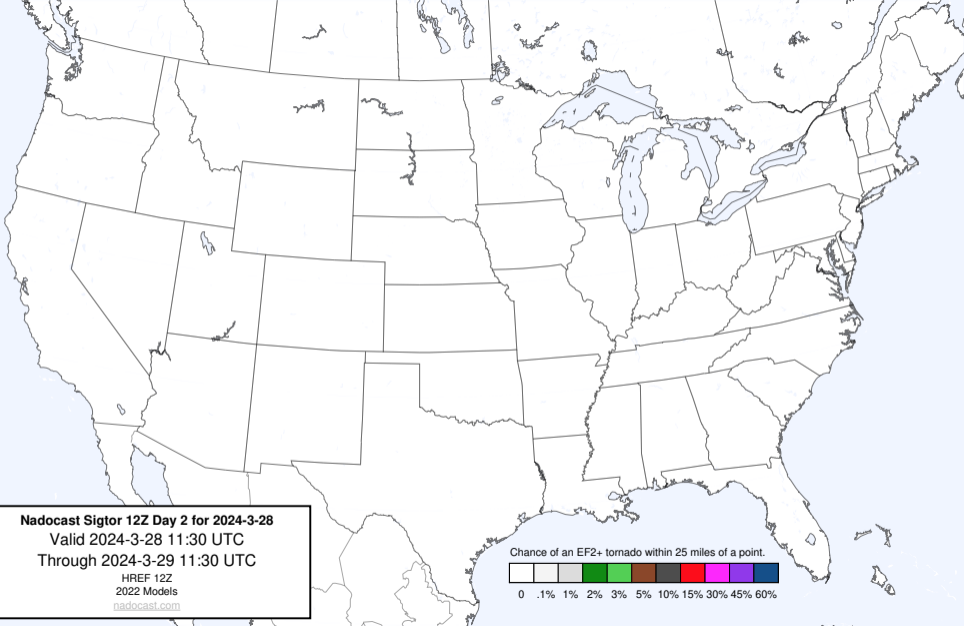 Nadocast Sigtor 12Z Day 2 for 2024-3-28
Valid 2024-3-28 11:30 UTC
Through 2024-3-29 11:30 UTC
HREF 12Z
2022 Models
nadocast.com
Chance of an EF2+ tornado within 25 miles of a point.
0 .1% 1% 2% 3% 5% 10% 15% 30% 45% 60%